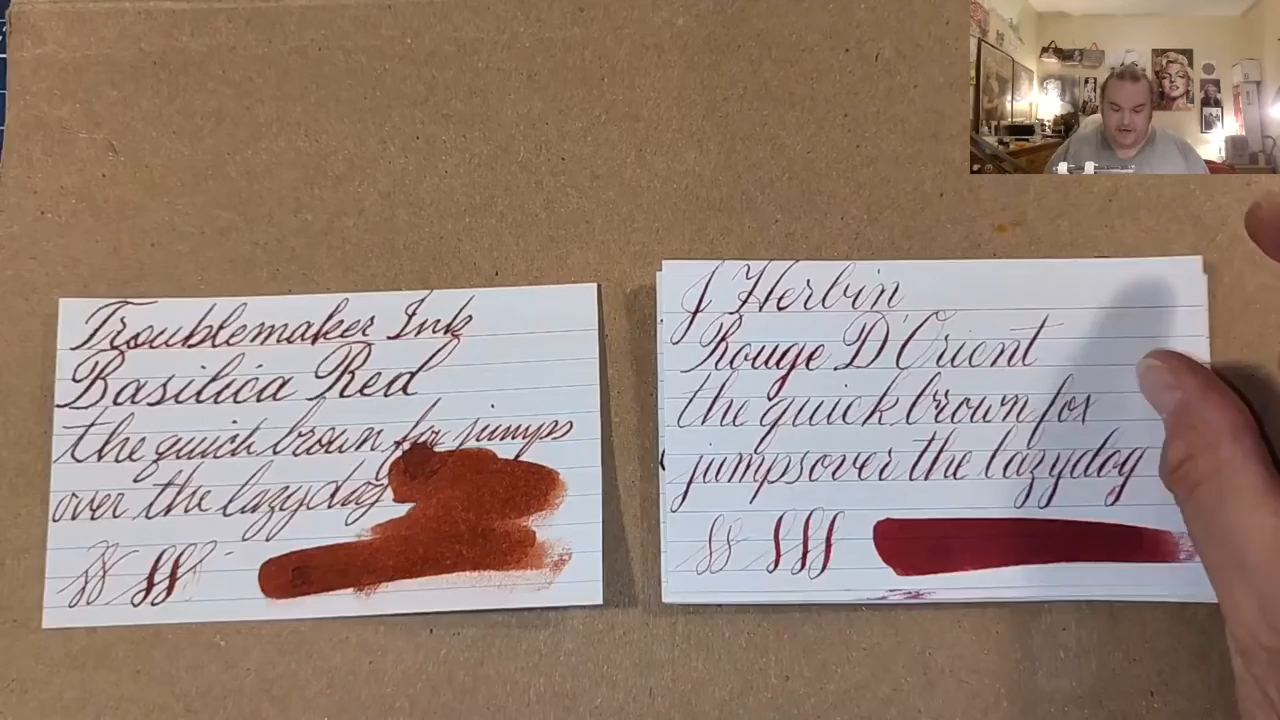 Troublemaker Ink
Basilica Red
the quick brown fox jumps
over the lazy dog
J Herbin
Rouge D'Orient
the quick brown fox
jumps over the lazy dog